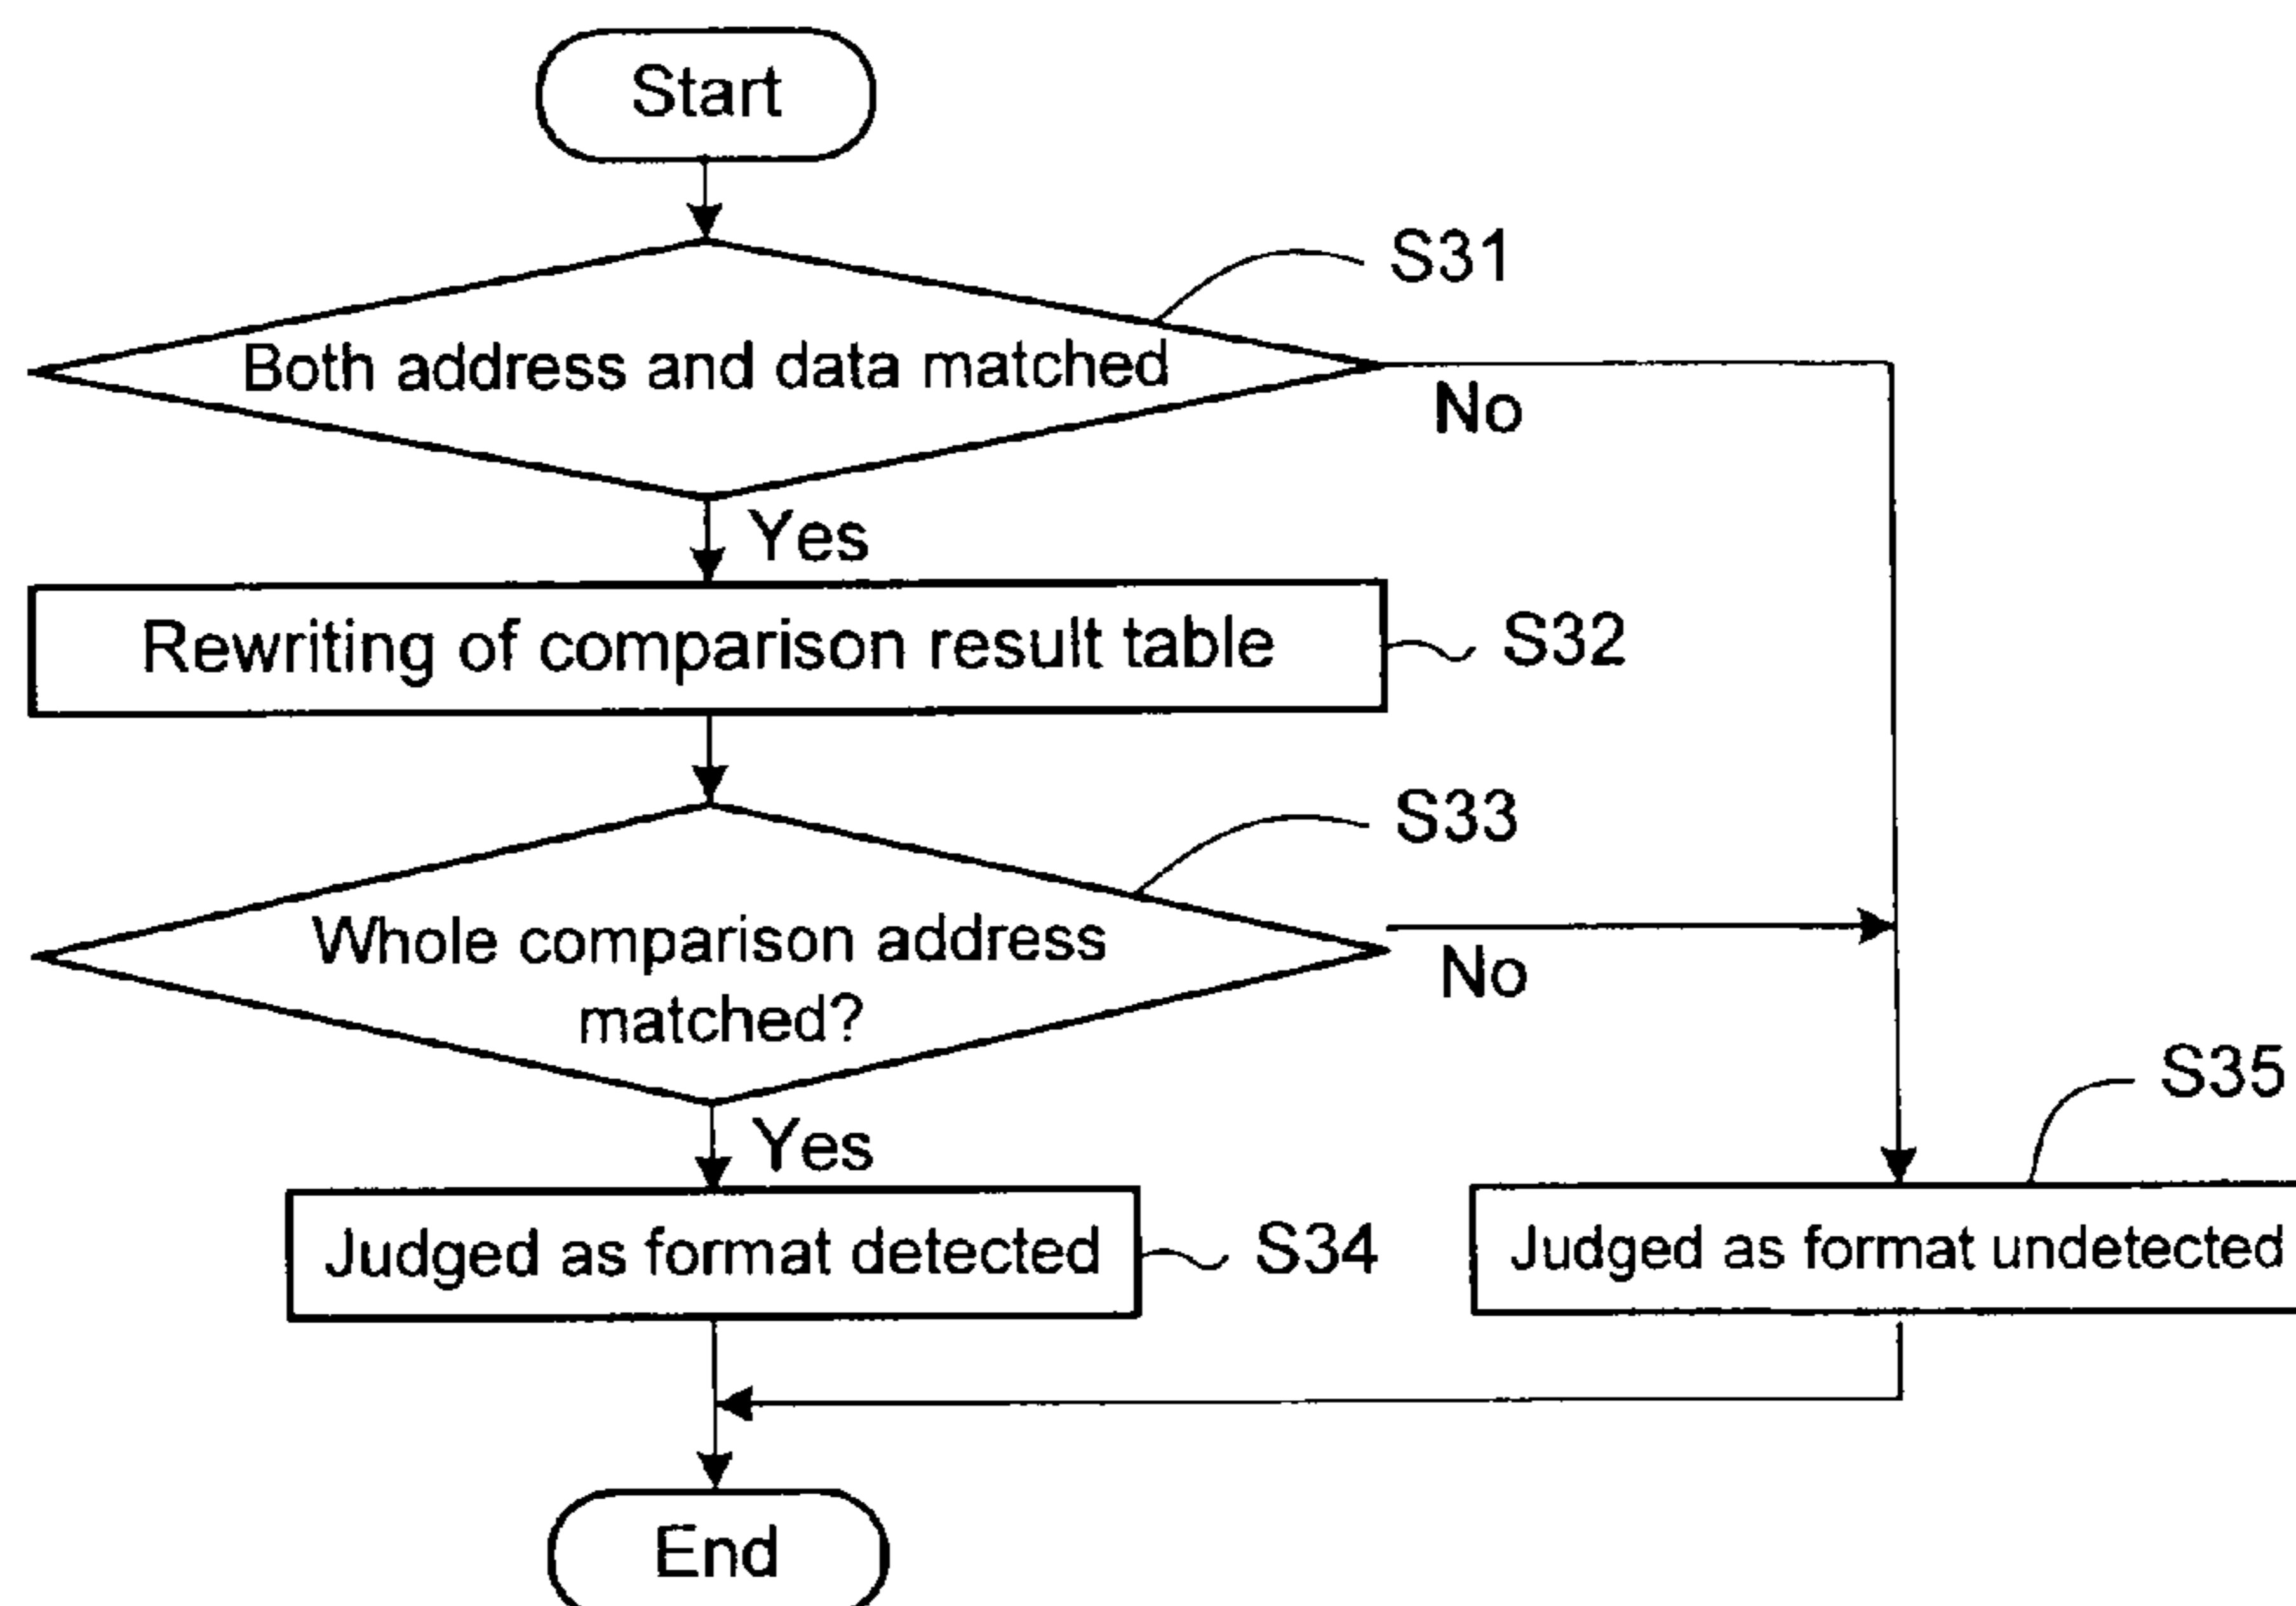 Start
S31
Both address and data matched
No
Yes
Rewriting of comparison result table
S32
S33
Whole comparison address
matched?
No
Yes
S35
Judged as format detected
S34
Judged as format undetected
End